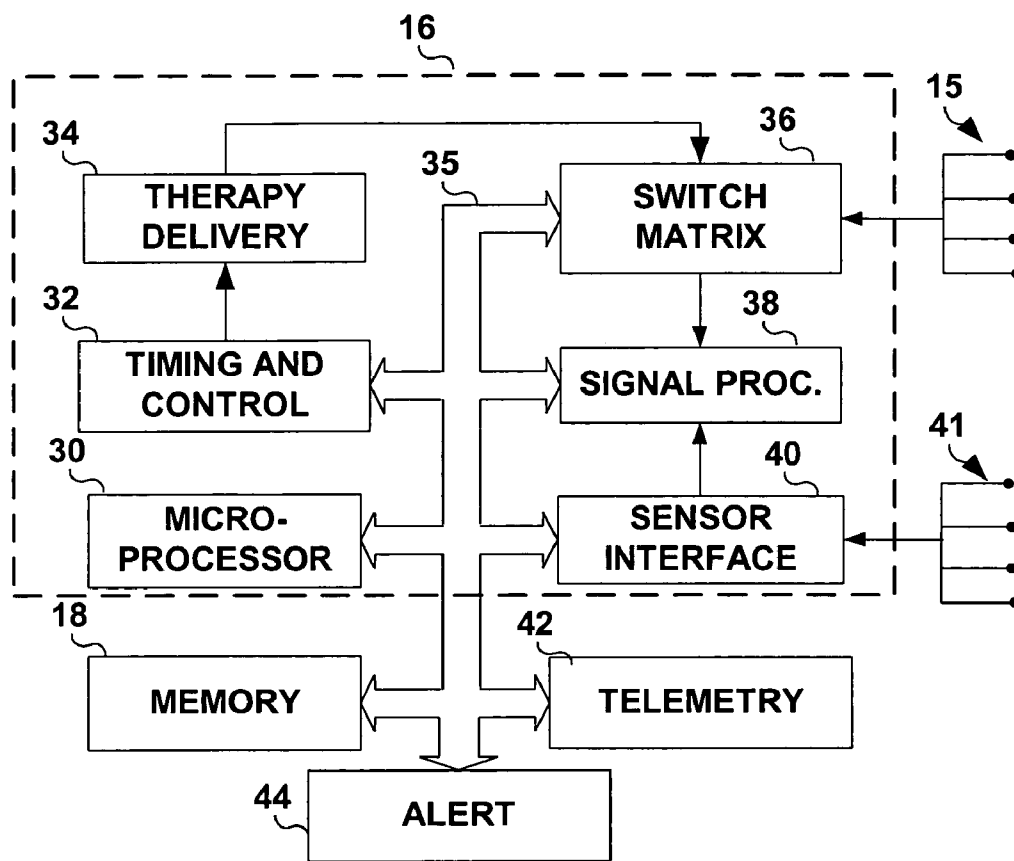 16
15
34
36
THERAPY
DELIVERY
35
SWITCH
MATRIX
32
38
TIMING AND
CONTROL
SIGNAL PROC.
30
40
41
MICRO-
PROCESSOR
SENSOR
INTERFACE
18
42
MEMORY
TELEMETRY
44
ALERT